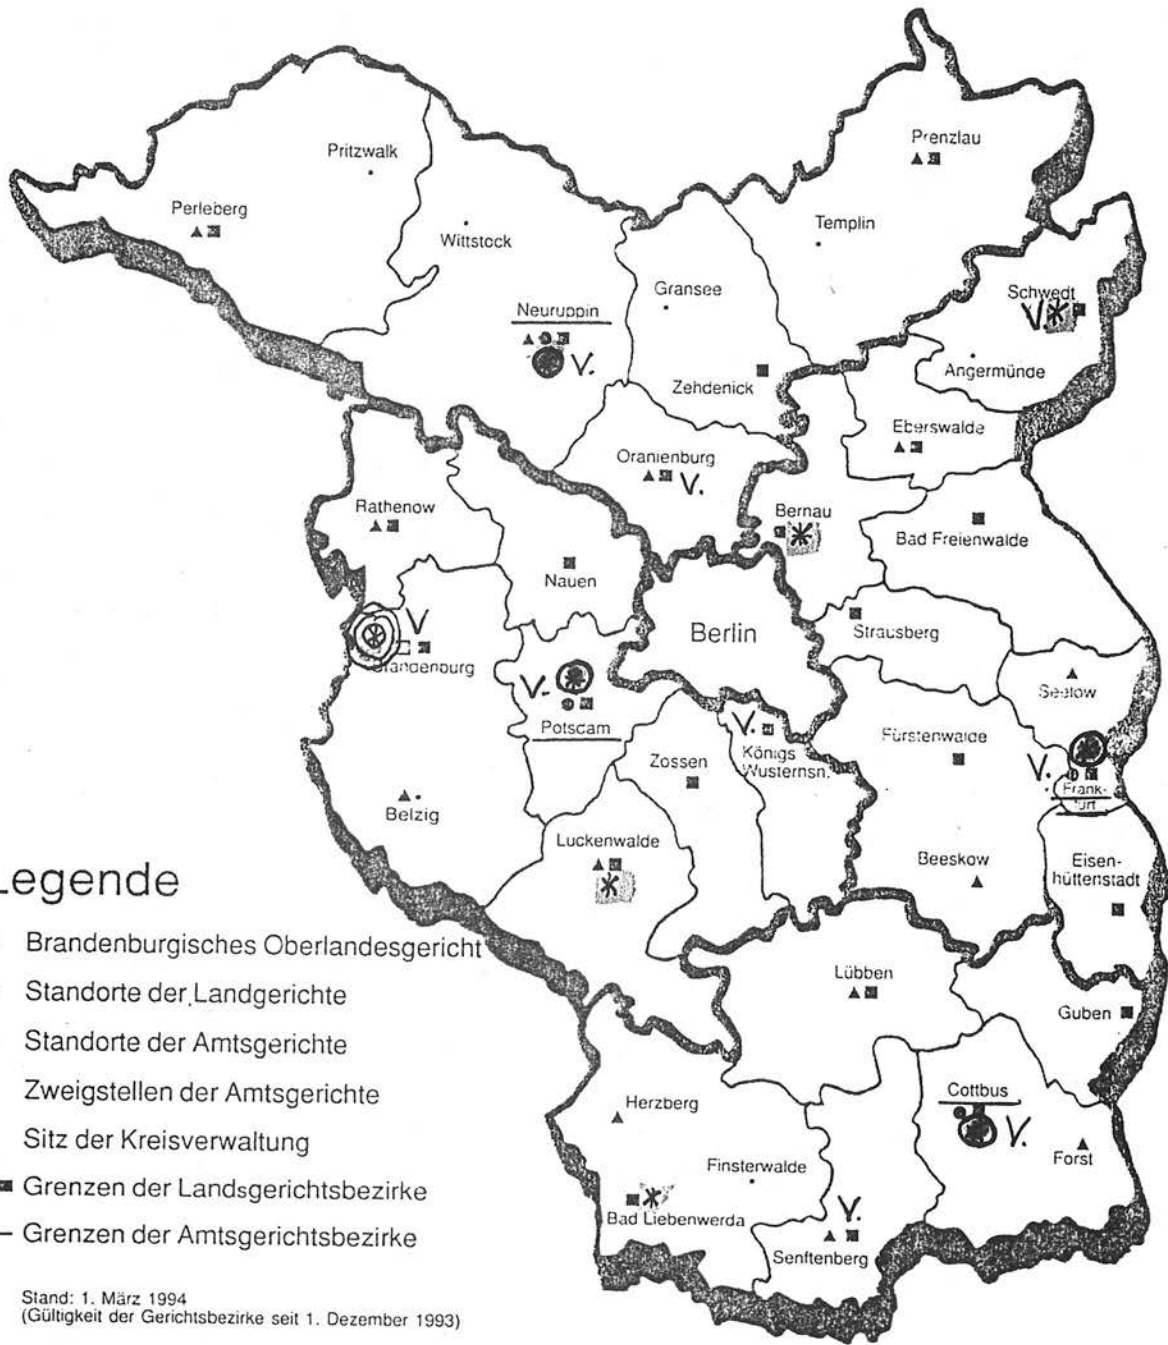 Prenzlau
Pritzwalk
Perleberg
Templin
Wittstock
Gransee
Schwedt
V.
Neuruppin
V.
Angermünde
Zehdenick
Eberswalde
Oranienburg
V.
Rathenow
Bernau
Bad Freienwalde
Nauen
V
Berlin
Strausberg
Brandenburg
Seelow
V.
Potsdam
V.
Königs
Wusterhsn.
Zossen
Fürstenwalde
V.
Frank-
furt
Belzig
Luckenwalde
Beeskow
Eisen-
hüttenstadt
Legende
Brandenburgisches Oberlandesgericht
Standorte der Landgerichte
Standorte der Amtsgerichte
Zweigstellen der Amtsgerichte
Sitz der Kreisverwaltung
Grenzen der Landsgerichtsbezirke
Grenzen der Amtsgerichtsbezirke
Lübben
Guben
Herzberg
Cottbus
V.
Forst
Finsterwalde
Bad Liebenwerda
V.
Senftenberg
Stand: 1. März 1994
(Gültigkeit der Gerichtsbezirke seit 1. Dezember 1993)